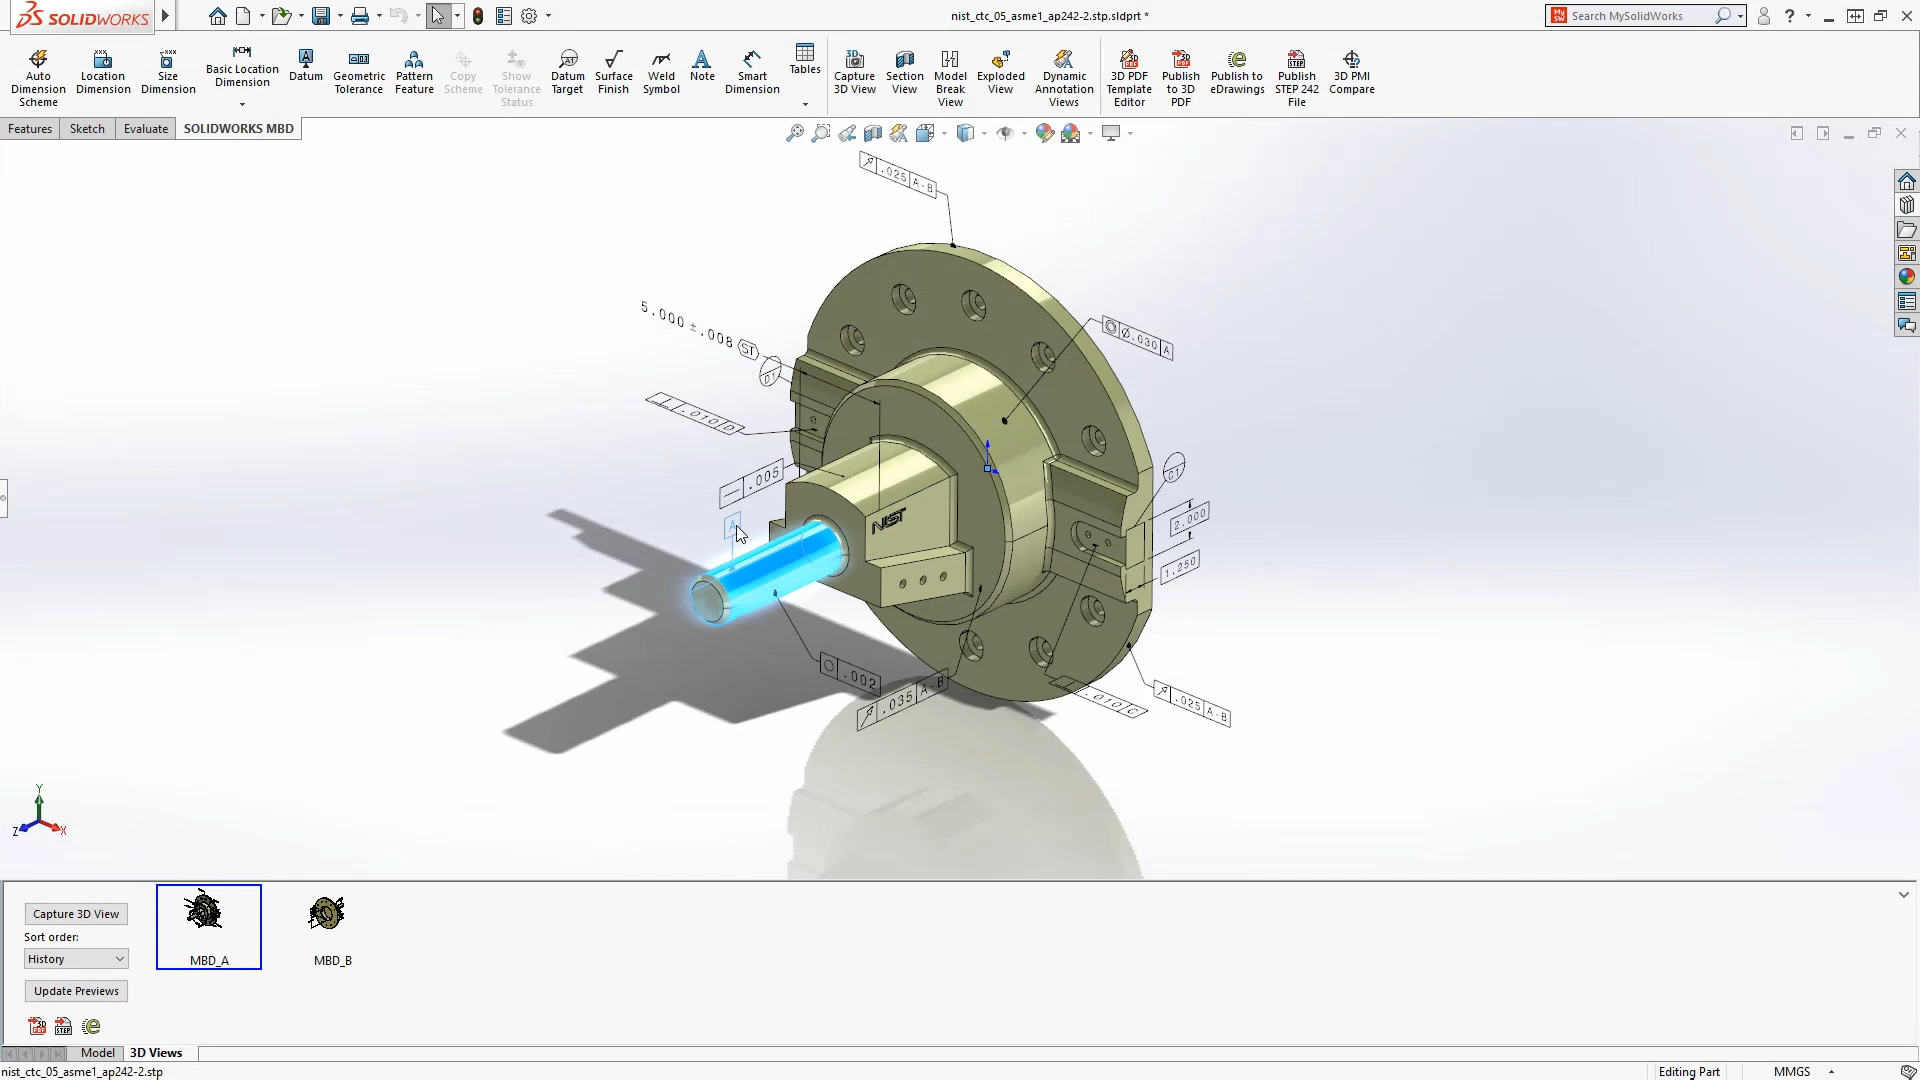 SOLIDWORKS
nist_ctc_05_asme1_ap242-2.stp.sldprt *
Search MySolidWorks
Auto Dimension Scheme
Location Dimension
Size Dimension
Basic Location Dimension
Datum
Geometric Tolerance
Pattern Feature
Copy Scheme
Show Tolerance Status
Datum Target
Surface Finish
Weld Symbol
Note
Smart Dimension
Tables
Capture 3D View
Section View
Model Break View
Exploded View
Dynamic Annotation Views
3D PDF Template Editor
Publish to 3D PDF
Publish to eDrawings
Publish STEP 242 File
3D PMI Compare
Features
Sketch
Evaluate
SOLIDWORKS MBD
.025 A-B
5.000 ±.008 ST
D1
Ø.030 A
.010 D
.005
A
NIST
C1
2.000
1.250
.002
.035 A-B
.010 C
.025 A-B
Y
Z
X
Capture 3D View
Sort order:
History
Update Previews
MBD_A
MBD_B
Model
3D Views
nist_ctc_05_asme1_ap242-2.stp
Editing Part
MMGS